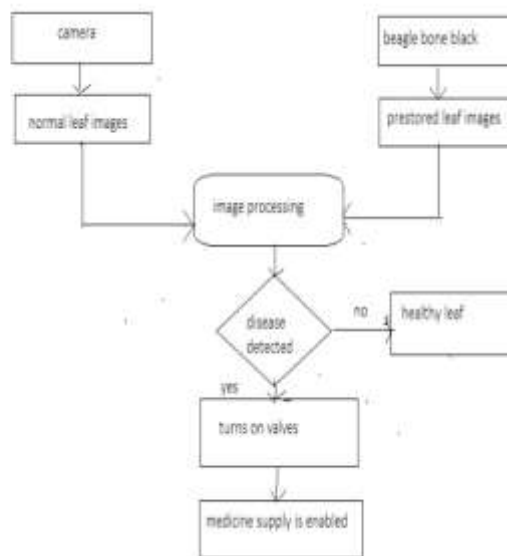 camera
beagle bone black
normal leaf images
prestored leaf images
image processing
disease
detected
no
healthy leaf
yes
turns on valves
medicine supply is enabled